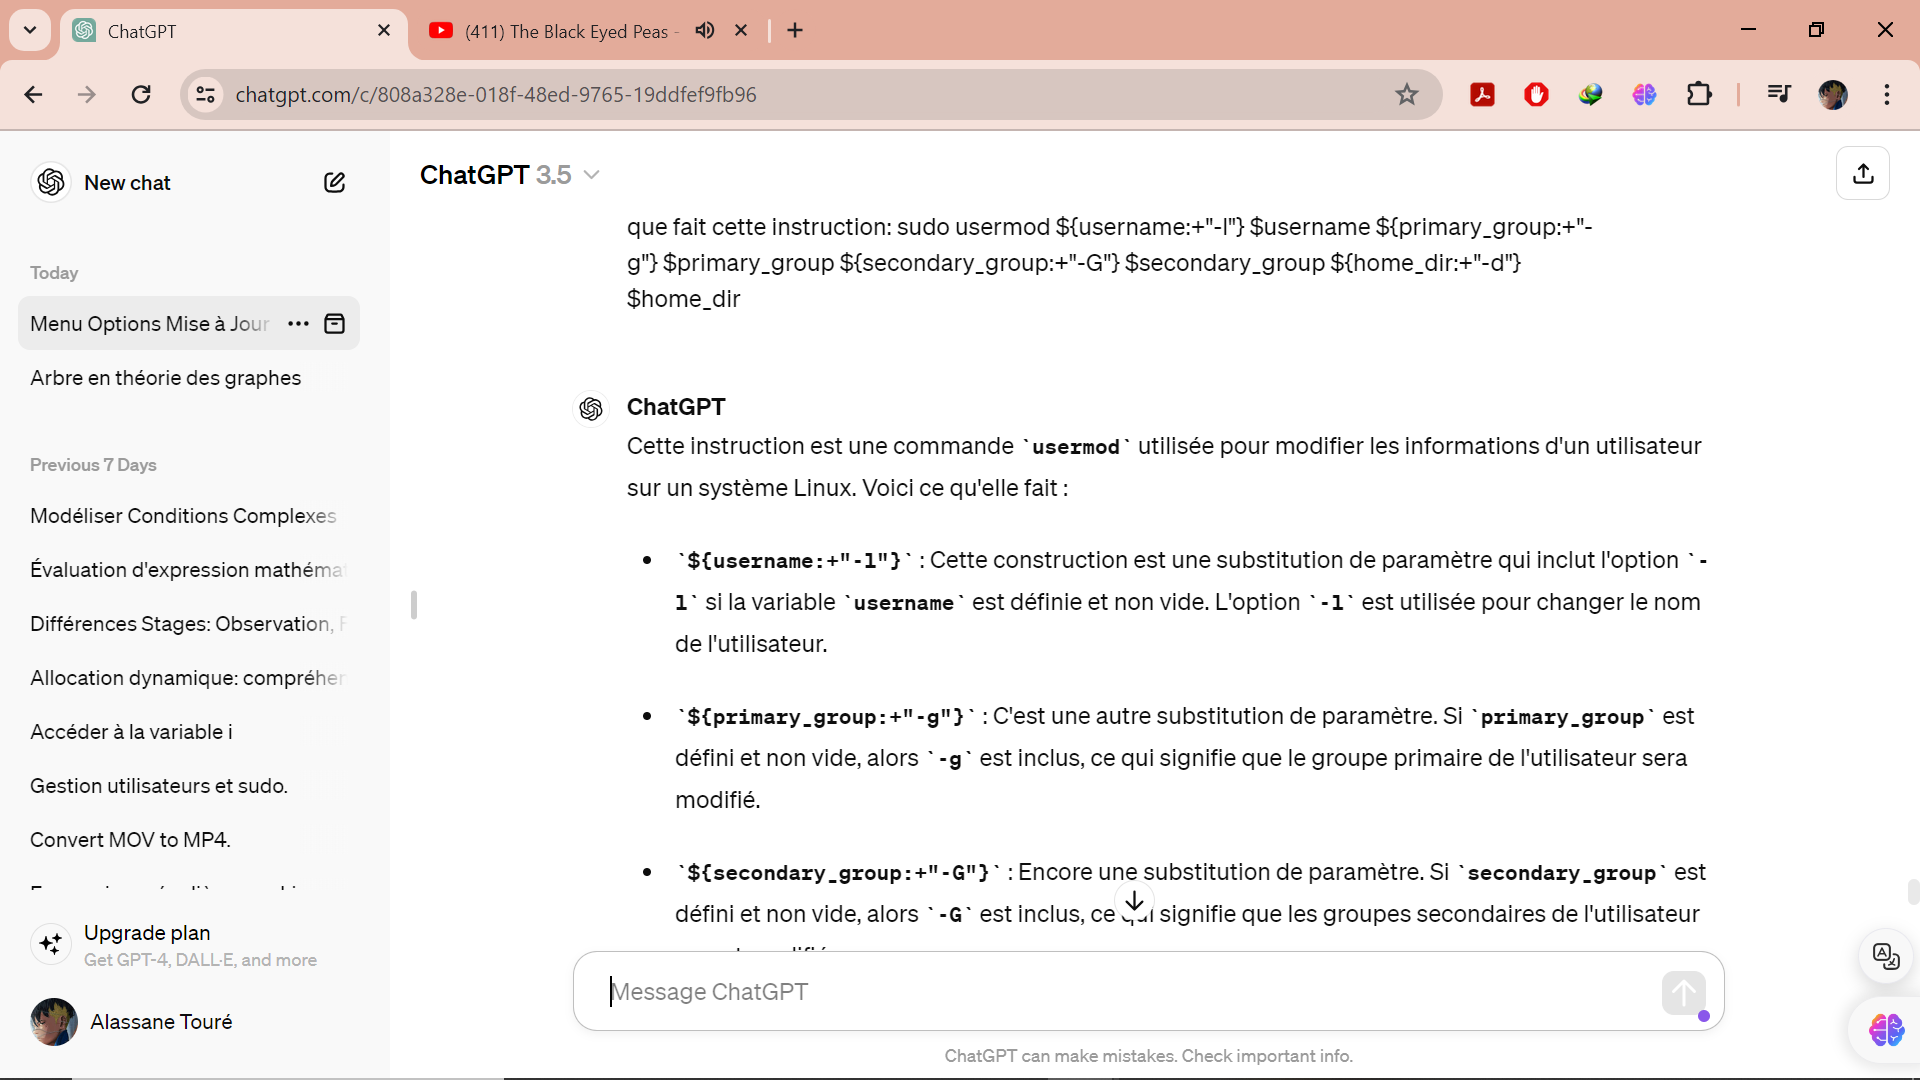 ChatGPT
(411) The Black Eyed Peas -
chatgpt.com/c/808a328e-018f-48ed-9765-19ddfef9fb96
New chat
ChatGPT 3.5
Today
Menu Options Mise à Jour
Arbre en théorie des graphes
Previous 7 Days
Modéliser Conditions Complexes
Évaluation d'expression mathéma
Différences Stages: Observation,
Allocation dynamique: compréhen
Accéder à la variable i
Gestion utilisateurs et sudo.
Convert MOV to MP4.
Upgrade plan
Get GPT-4, DALL·E, and more
Alassane Touré
que fait cette instruction: sudo usermod ${username:+"-l"} $username ${primary_group:+"-
g"} $primary_group ${secondary_group:+"-G"} $secondary_group ${home_dir:+"-d"}
$home_dir
ChatGPT
Cette instruction est une commande `usermod` utilisée pour modifier les informations d'un utilisateur
sur un système Linux. Voici ce qu'elle fait :
• `${username:+"-l"}` : Cette construction est une substitution de paramètre qui inclut l'option `-
l` si la variable `username` est définie et non vide. L'option `-l` est utilisée pour changer le nom
de l'utilisateur.
• `${primary_group:+"-g"}` : C'est une autre substitution de paramètre. Si `primary_group` est
défini et non vide, alors `-g` est inclus, ce qui signifie que le groupe primaire de l'utilisateur sera
modifié.
• `${secondary_group:+"-G"}` : Encore une substitution de paramètre. Si `secondary_group` est
défini et non vide, alors `-G` est inclus, ce qui signifie que les groupes secondaires de l'utilisateur
Message ChatGPT
ChatGPT can make mistakes. Check important info.